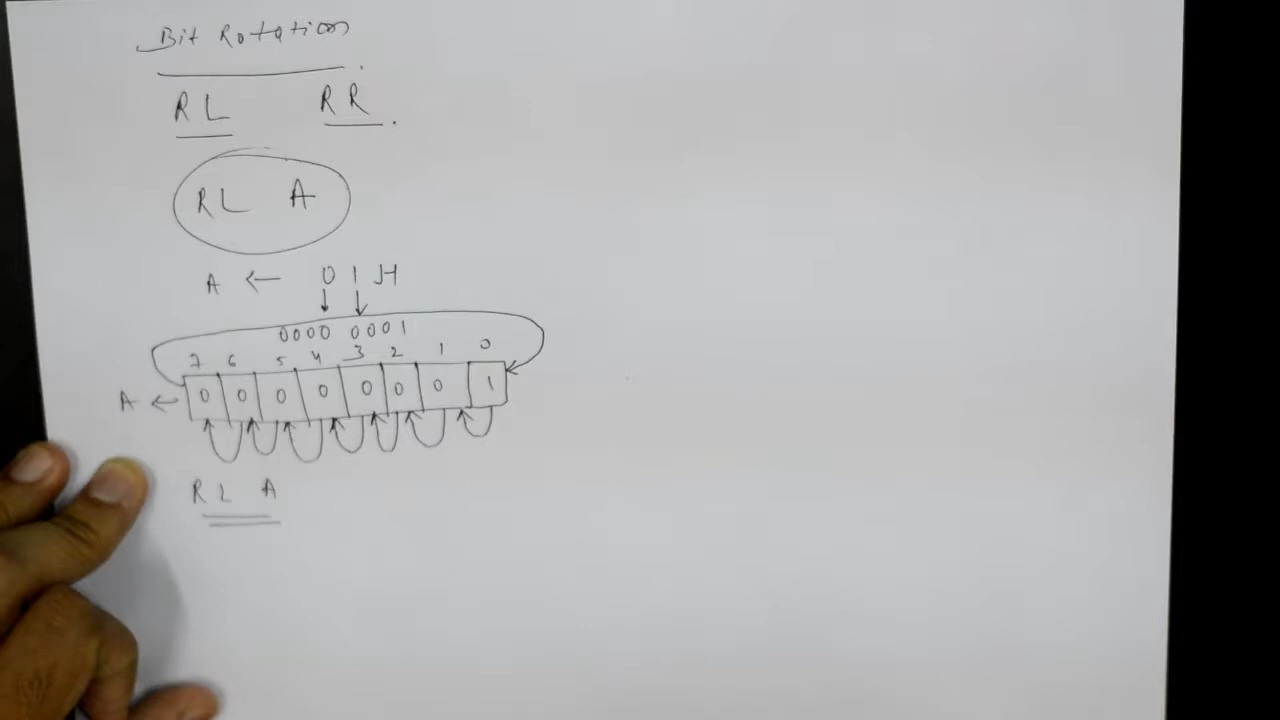 Bit Rotation
RL RR.
RL A
A ← 01H
0000 0001
7 6 5 4 3 2 1 0
A ← 0 0 0 0 0 0 0 1
RL A